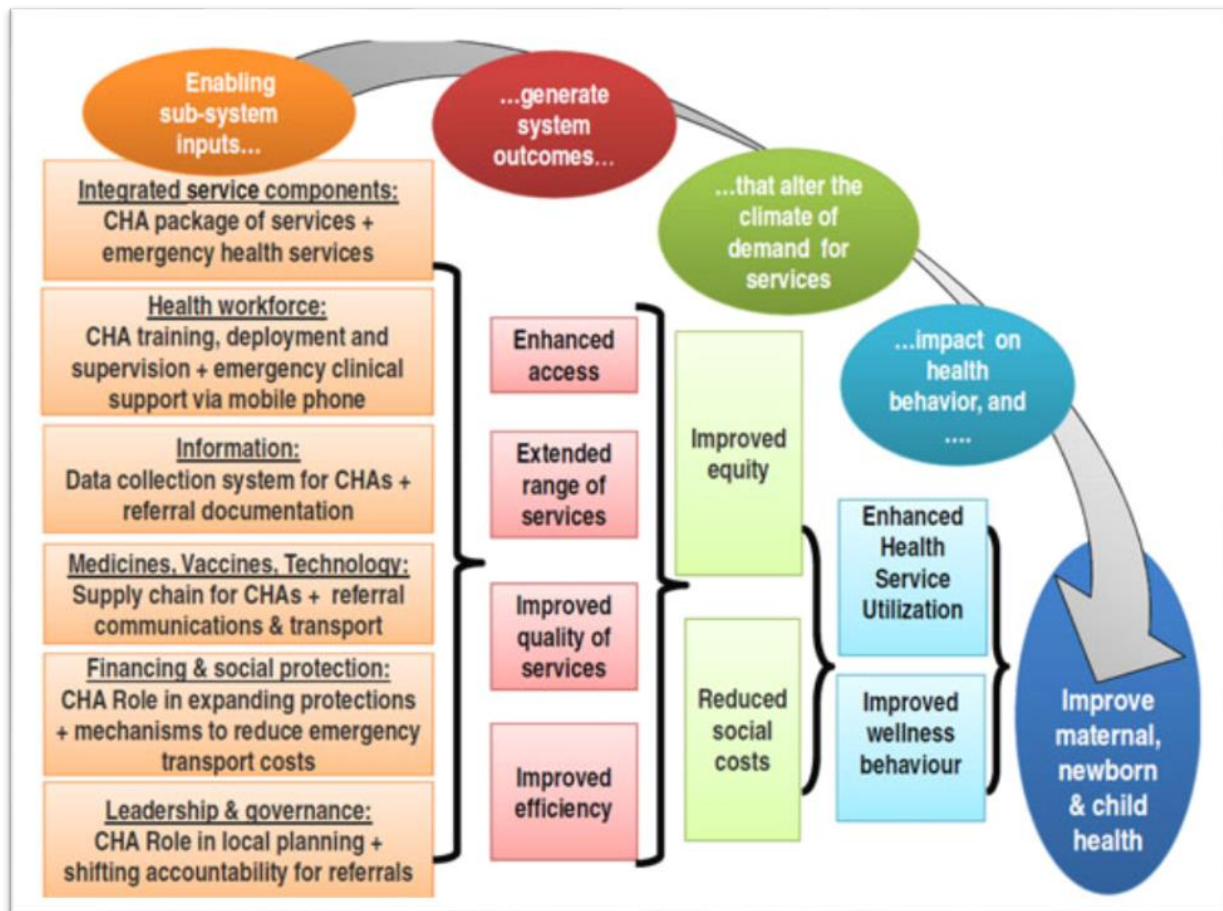 Enabling
sub-system
inputs...
...generate
system
outcomes...
...that alter the
climate of
demand for
services
...impact on
health
behavior, and
....
Integrated service components:
CHA package of services +
emergency health services
Health workforce:
CHA training, deployment and
supervision + emergency clinical
support via mobile phone
Information:
Data collection system for CHAs +
referral documentation
Medicines, Vaccines, Technology:
Supply chain for CHAs + referral
communications & transport
Financing & social protection:
CHA Role in expanding protections
+ mechanisms to reduce emergency
transport costs
Leadership & governance:
CHA Role in local planning +
shifting accountability for referrals
Enhanced
access
Extended
range of
services
Improved
quality of
services
Improved
efficiency
Improved
equity
Reduced
social
costs
Enhanced
Health
Service
Utilization
Improved
wellness
behaviour
Improve
maternal,
newborn
& child
health